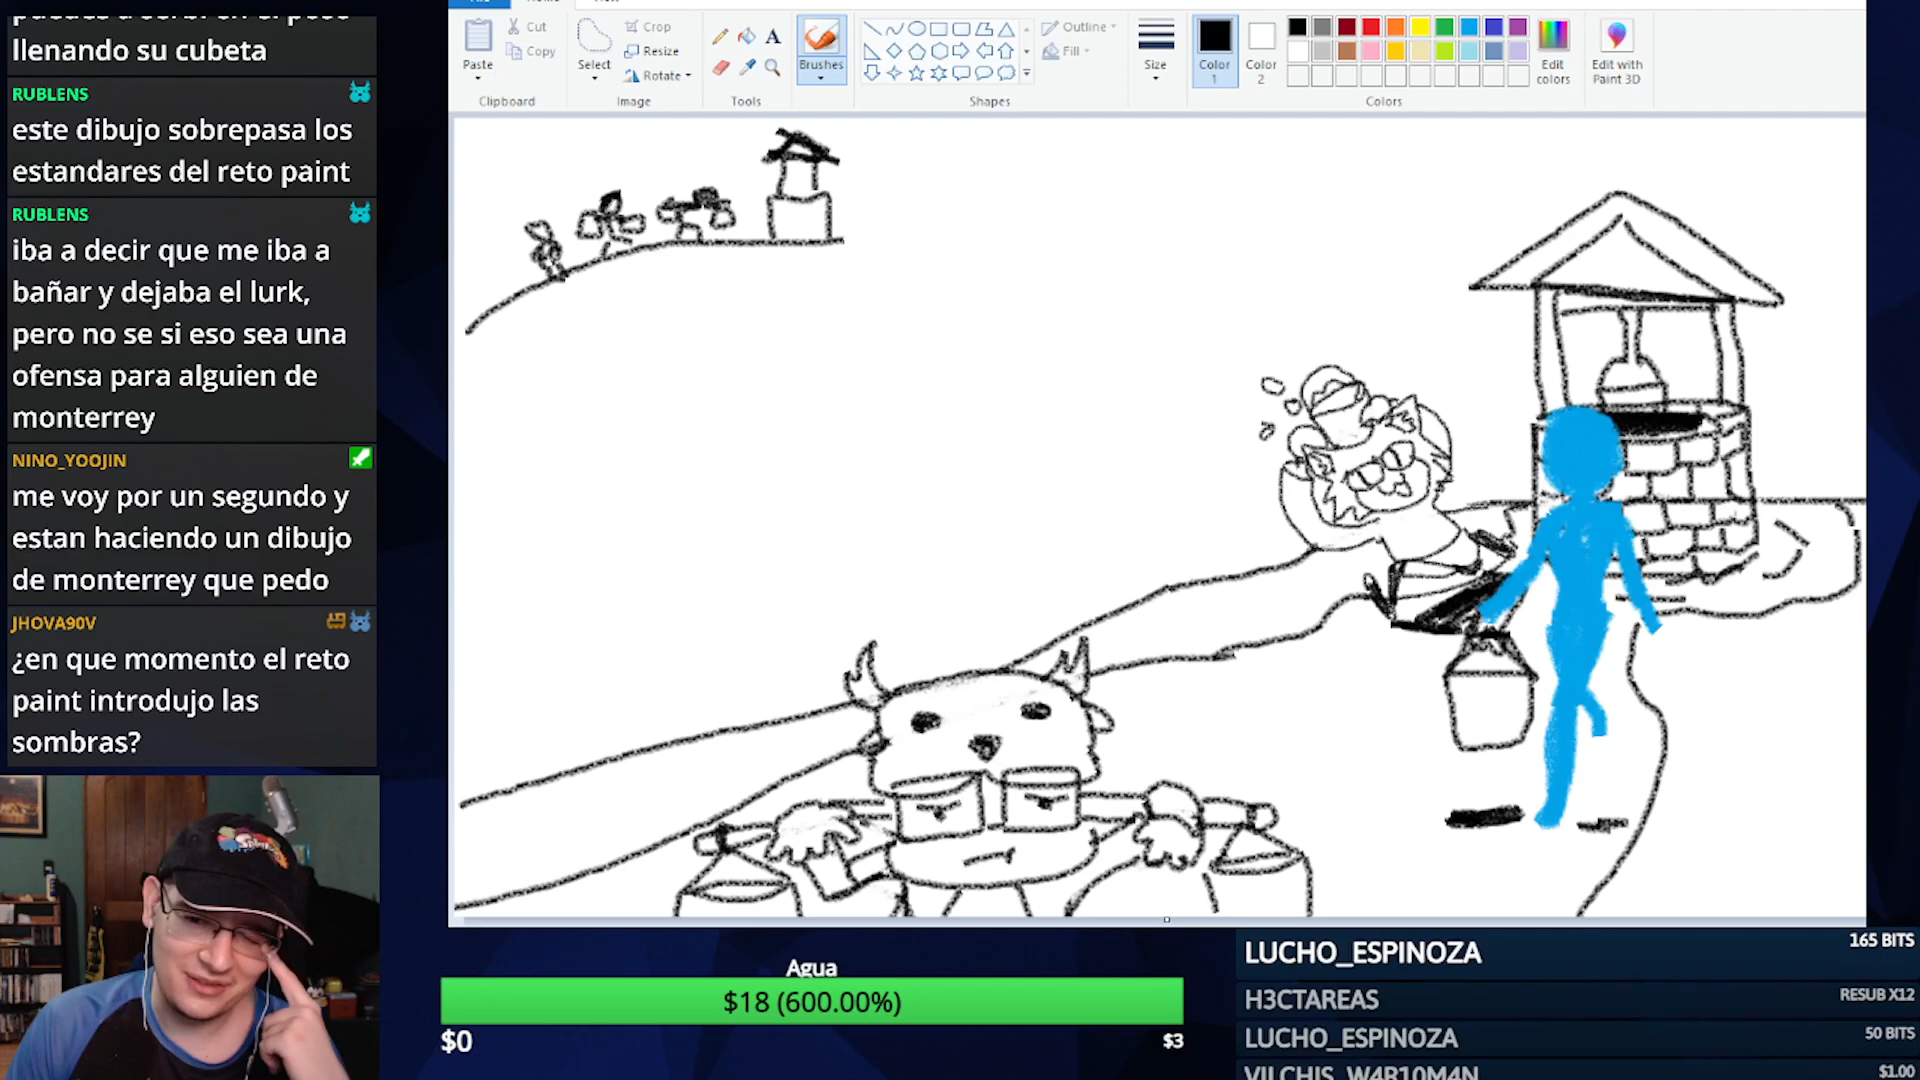 llenando su cubeta
RUBLENS
este dibujo sobrepasa los
estandares del reto paint
RUBLENS
iba a decir que me iba a
bañar y dejaba el lurk,
pero no se si eso sea una
ofensa para alguien de
monterrey
NINO_YOOJIN
me voy por un segundo y
estan haciendo un dibujo
de monterrey que pedo
JHOVA90V
¿en que momento el reto
paint introdujo las
sombras?
Paste
Cut
Copy
Clipboard
Select
Crop
Resize
Rotate
Image
A
Tools
Brushes
Outline
Fill
Shapes
Size
Color
1
Color
2
Edit
colors
Colors
Edit with
Paint 3D
Agua
$18 (600.00%)
$0
$3
LUCHO_ESPINOZA
165 BITS
H3CTAREAS
RESUB X12
LUCHO_ESPINOZA
50 BITS
VILCHIS_W4R10M4N
$1.00